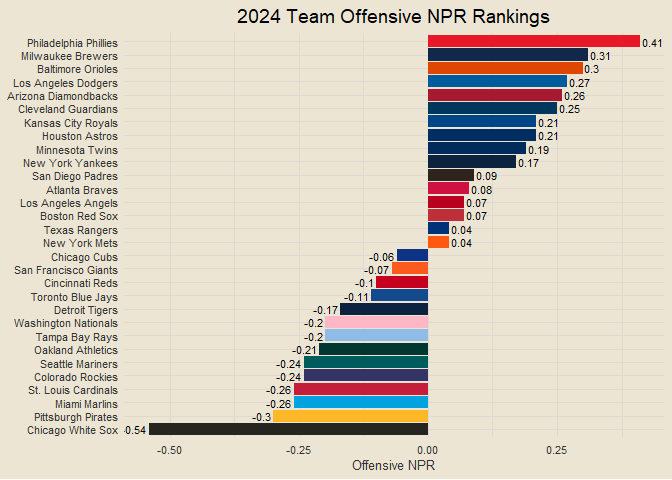 2024 Team Offensive NPR Rankings
Philadelphia Phillies 0.41
Milwaukee Brewers 0.31
Baltimore Orioles 0.3
Los Angeles Dodgers 0.27
Arizona Diamondbacks 0.26
Cleveland Guardians 0.25
Kansas City Royals 0.21
Houston Astros 0.21
Minnesota Twins 0.19
New York Yankees 0.17
San Diego Padres 0.09
Atlanta Braves 0.08
Los Angeles Angels 0.07
Boston Red Sox 0.07
Texas Rangers 0.04
New York Mets 0.04
Chicago Cubs -0.06
San Francisco Giants -0.07
Cincinnati Reds -0.1
Toronto Blue Jays -0.11
Detroit Tigers -0.17
Washington Nationals -0.2
Tampa Bay Rays -0.2
Oakland Athletics -0.21
Seattle Mariners -0.24
Colorado Rockies -0.24
St. Louis Cardinals -0.26
Miami Marlins -0.26
Pittsburgh Pirates -0.3
Chicago White Sox -0.54
-0.50 -0.25 0.00 0.25
Offensive NPR